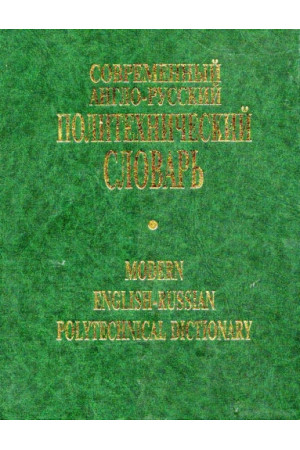 СОВРЕМЕННЫЙ
АНГЛО-РУССКИЙ
ПОЛИТЕХНИЧЕСКИЙ
СЛОВАРЬ
MODERN
ENGLISH-RUSSIAN
POLYTECHNICAL DICTIONARY